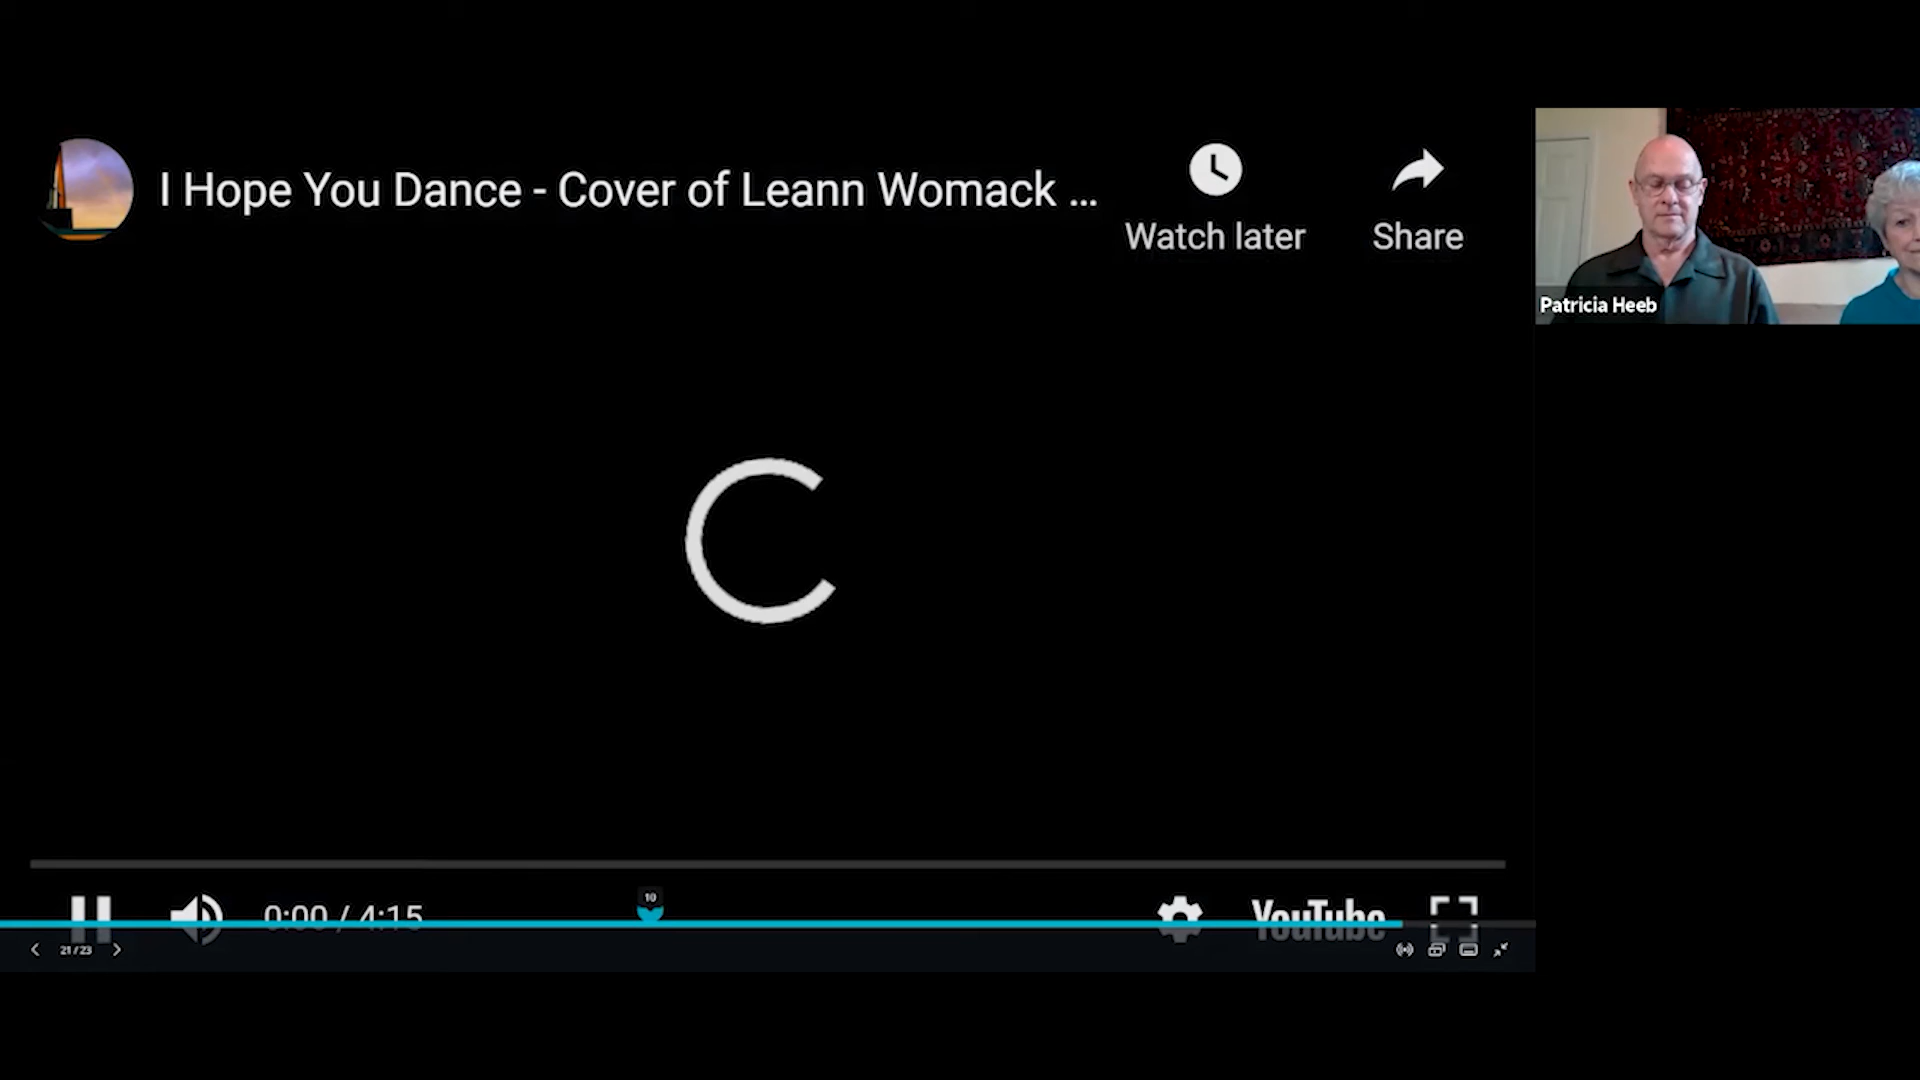 I Hope You Dance - Cover of Leann Womack ...
Watch later
Share
Patricia Heeb
0:00 / 4:15
10
YouTube
21/23